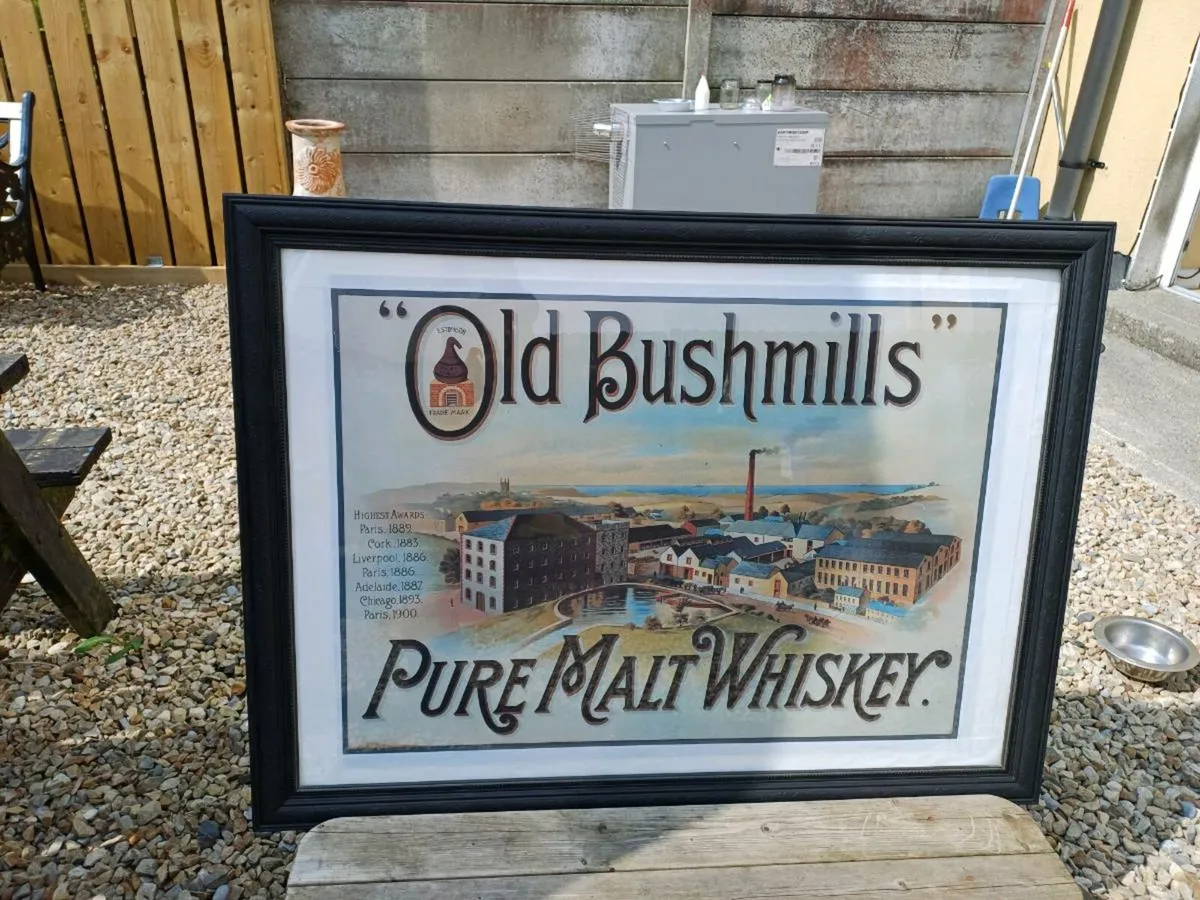 "Old Bushmills"
ESTD 1608
TRADE MARK
HIGHEST AWARDS
Paris, 1889.
Cork, 1883.
Liverpool, 1886.
Paris, 1886.
Adelaide, 1887.
Chicago, 1893.
Paris, 1900.
PURE MALT WHISKEY.